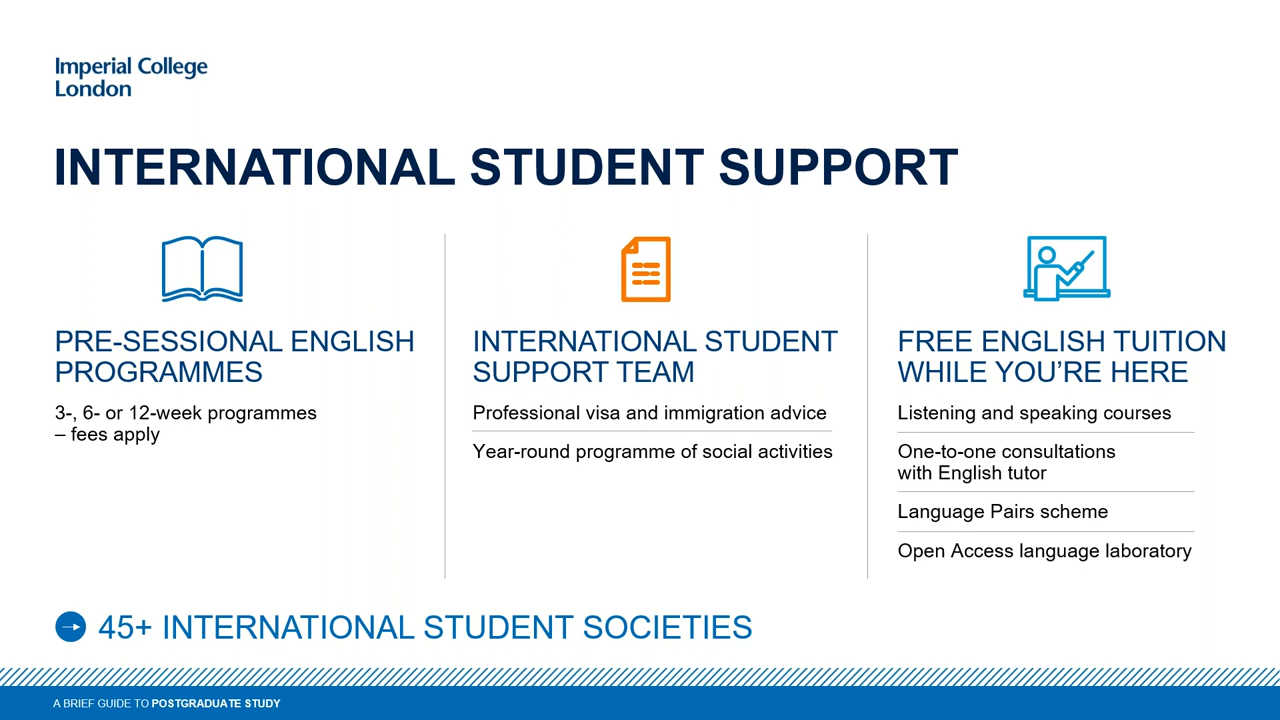 Imperial College
London
INTERNATIONAL STUDENT SUPPORT
PRE-SESSIONAL ENGLISH
PROGRAMMES
3-, 6- or 12-week programmes
– fees apply
INTERNATIONAL STUDENT
SUPPORT TEAM
Professional visa and immigration advice
Year-round programme of social activities
FREE ENGLISH TUITION
WHILE YOU’RE HERE
Listening and speaking courses
One-to-one consultations
with English tutor
Language Pairs scheme
Open Access language laboratory
45+ INTERNATIONAL STUDENT SOCIETIES
A BRIEF GUIDE TO POSTGRADUATE STUDY